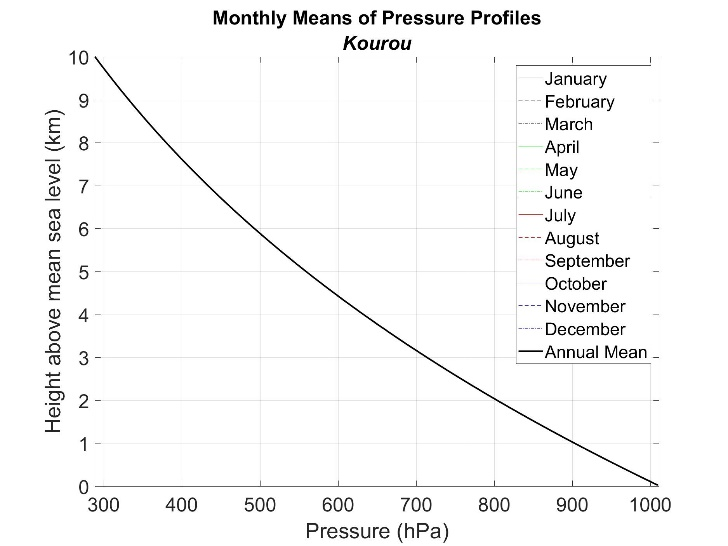 Monthly Means of Pressure Profiles
Kourou
Height above mean sea level (km)
10
9
8
7
6
5
4
3
2
1
0
January
February
March
April
May
June
July
August
September
October
November
December
Annual Mean
300 400 500 600 700 800 900 1000
Pressure (hPa)